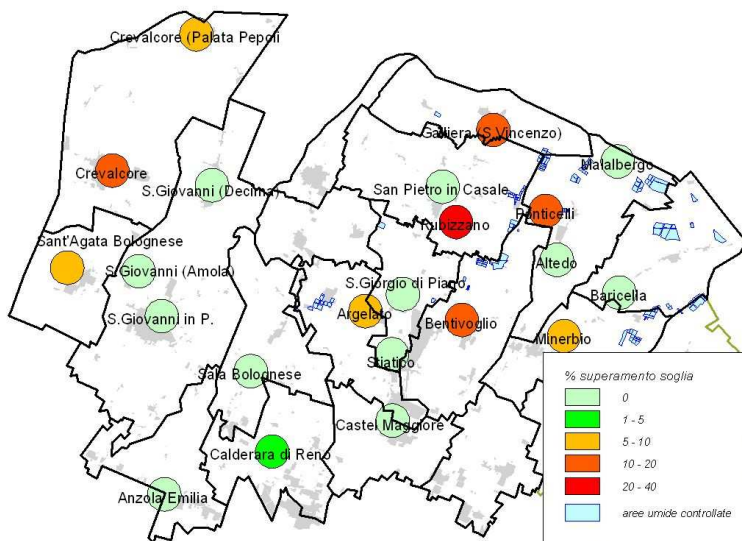 Crevalcore (Palata Pepoli
Galliera (S.Vincenzo)
Malalbergo
Crevalcore
S.Giovanni (Decima)
San Pietro in Casale
Ponticelli
Rubizzano
Sant'Agata Bolognese
S.Giovanni (Amola)
Altedo
S.Giorgio di Piano
Baricella
S.Giovanni in P.
Argelato
Bentivoglio
Minerbio
Stiatico
Sala Bolognese
Castel Maggiore
Calderara di Reno
Anzola Emilia
% superamento soglia
0
1 - 5
5 - 10
10 - 20
20 - 40
aree umide controllate